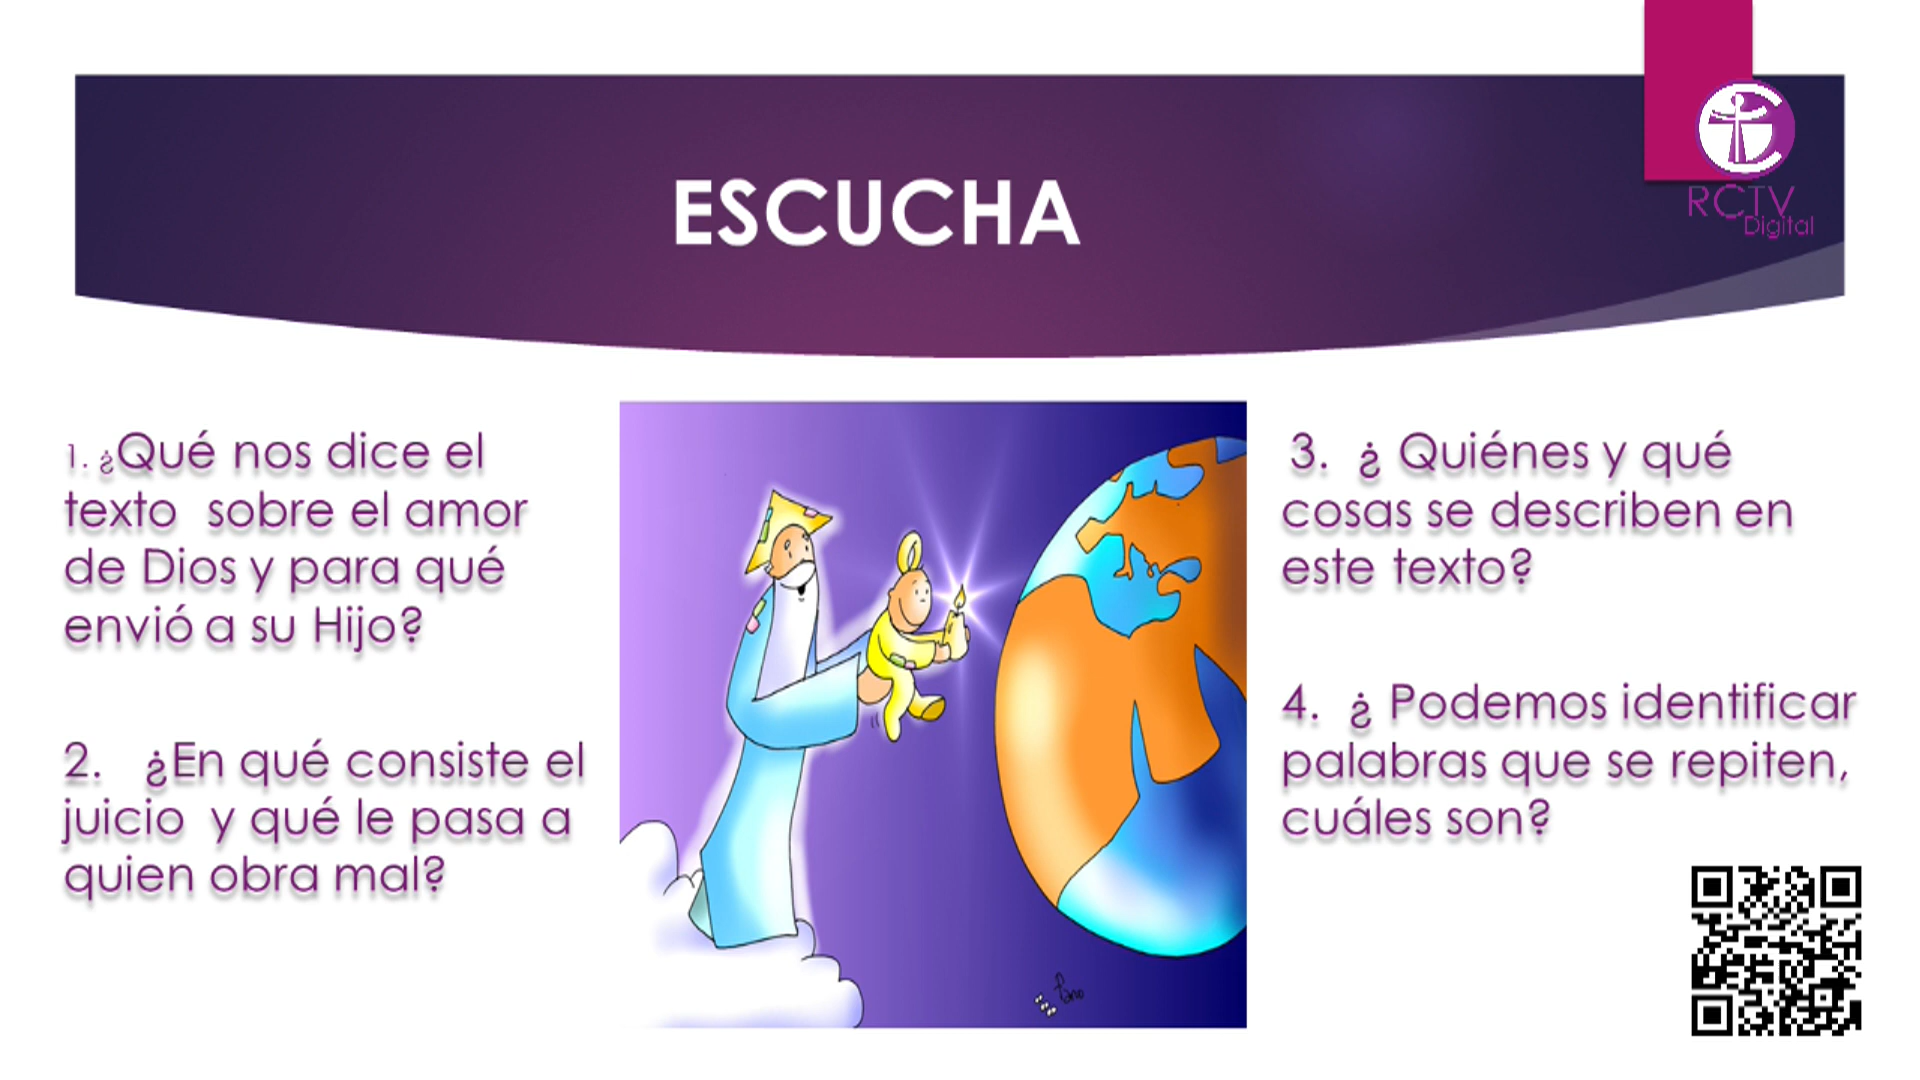 ESCUCHA
RCTV
Digital
1. ¿Qué nos dice el
texto sobre el amor
de Dios y para qué
envió a su Hijo?
2. ¿En qué consiste el
juicio y qué le pasa a
quien obra mal?
3. ¿ Quiénes y qué
cosas se describen en
este texto?
4. ¿ Podemos identificar
palabras que se repiten,
cuáles son?
Fano